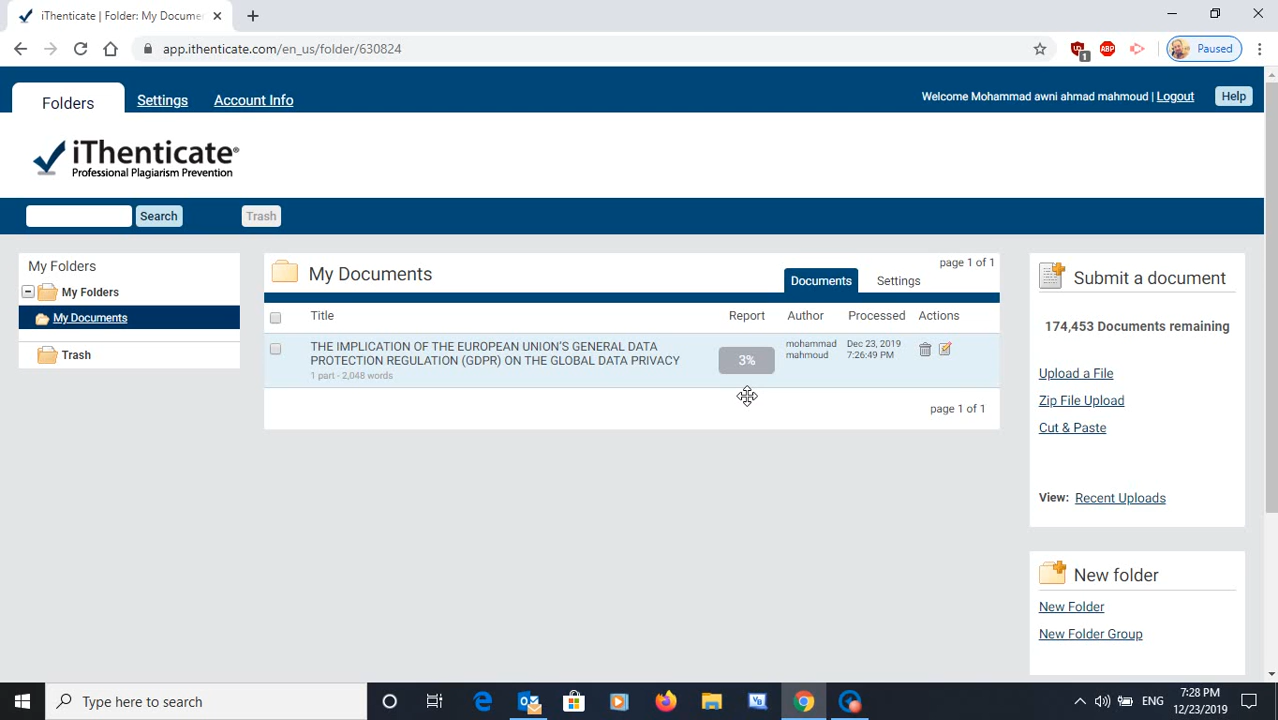 iThenticate | Folder: My Docume
app.ithenticate.com/en_us/folder/630824
1
ABP
Paused
Folders
Settings
Account Info
Welcome Mohammad awni ahmad mahmoud | Logout
Help
iThenticate®
Professional Plagiarism Prevention
Search
Trash
My Folders
My Folders
My Documents
Trash
My Documents
page 1 of 1
Documents
Settings
Title
Report
Author
Processed
Actions
THE IMPLICATION OF THE EUROPEAN UNION'S GENERAL DATA
PROTECTION REGULATION (GDPR) ON THE GLOBAL DATA PRIVACY
1 part - 2,048 words
3%
mohammad
mahmoud
Dec 23, 2019
7:26:49 PM
page 1 of 1
Submit a document
174,453 Documents remaining
Upload a File
Zip File Upload
Cut & Paste
View: Recent Uploads
New folder
New Folder
New Folder Group
Type here to search
ENG
7:28 PM
12/23/2019